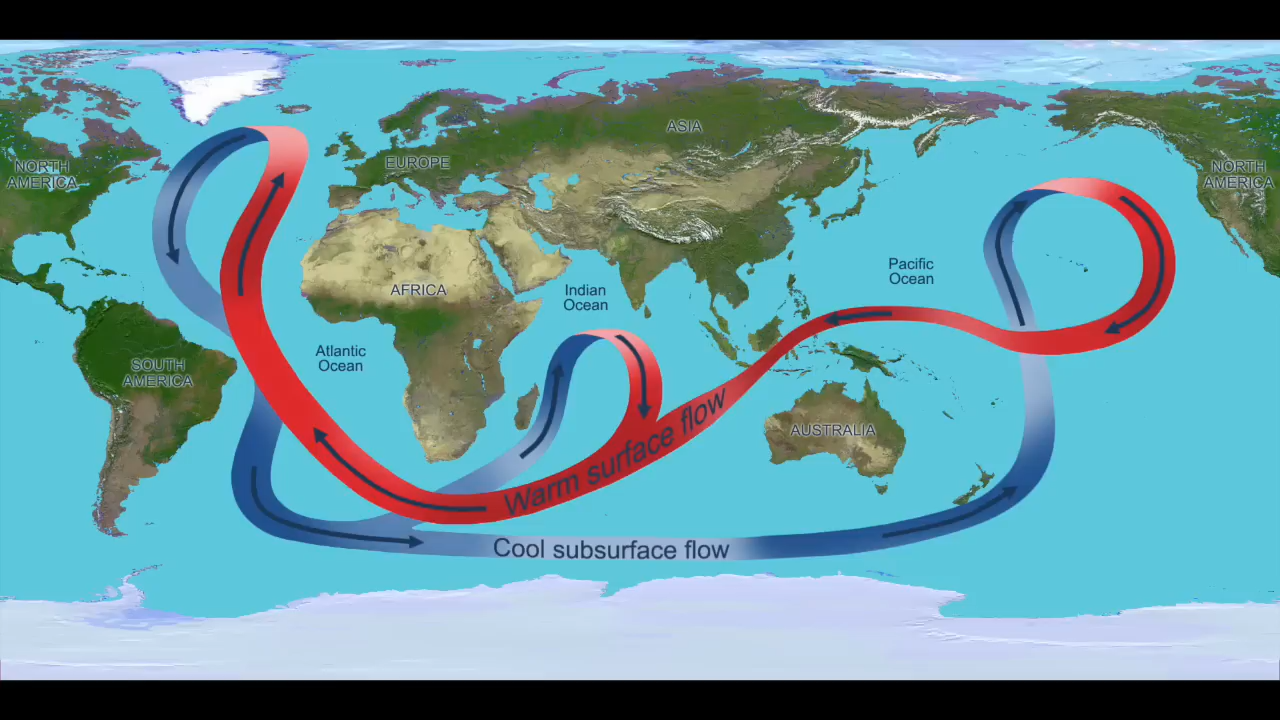 ASIA
EUROPE
NORTH
AMERICA
NORTH
AMERICA
Pacific
Ocean
AFRICA
Indian
Ocean
Atlantic
Ocean
SOUTH
AMERICA
AUSTRALIA
Warm surface flow
Cool subsurface flow